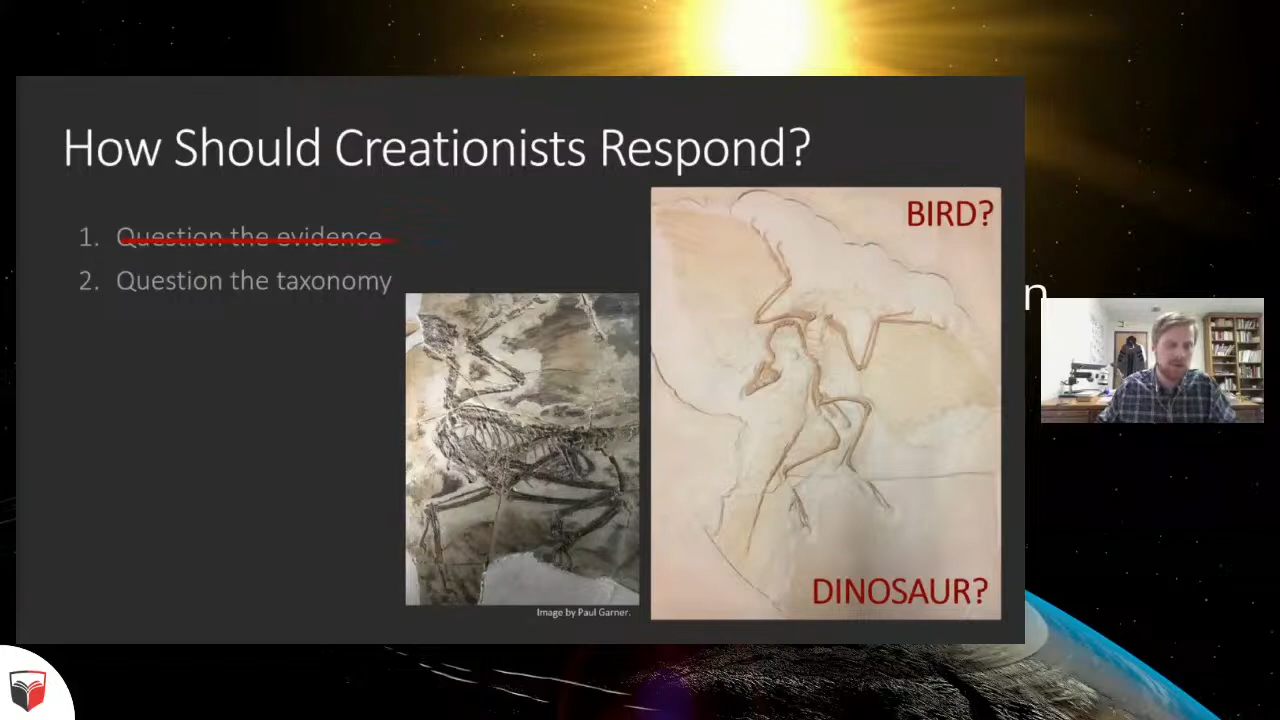 How Should Creationists Respond?
1. Question the evidence
2. Question the taxonomy
BIRD?
n
DINOSAUR?
Image by Paul Garner.